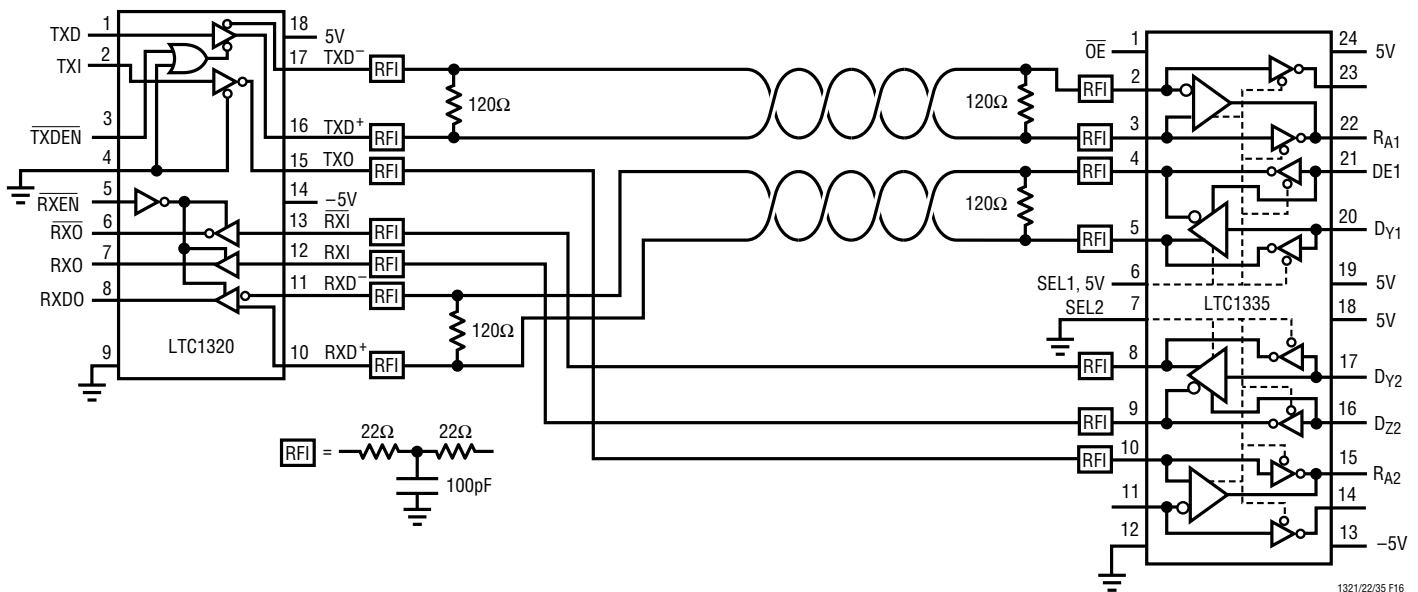 TXD 1
TXI 2
3
T̅X̅D̅E̅N̅
4
R̅X̅E̅N̅ 5
R̅X̅O̅ 6
RXO 7
RXDO 8
9
LTC1320
18 5V
17 TXD⁻
16 TXD⁺
15 TXO
14 –5V
13 R̅X̅I̅
12 RXI
11 RXD⁻
10 RXD⁺
RFI
RFI
RFI
RFI
RFI
RFI
RFI
120Ω
120Ω
RFI = 22Ω 22Ω
100pF
120Ω
120Ω
RFI
RFI
RFI
RFI
RFI
RFI
RFI
1
O̅E̅
2
3
4
5
6
SEL1, 5V
7
SEL2
8
9
10
11
12
LTC1335
24 5V
23
22 RA1
21 DE1
20 DY1
19 5V
18 5V
17 DY2
16 DZ2
15 RA2
14
13 –5V
1321/22/35 F16